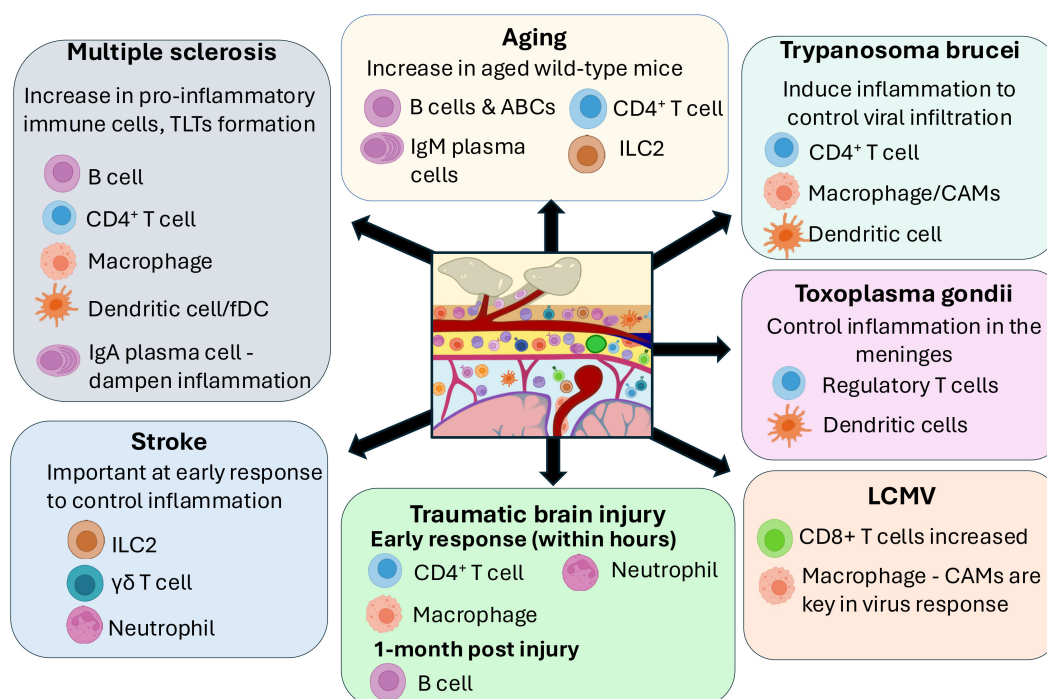 Multiple sclerosis
Increase in pro-inflammatory
immune cells, TLTs formation
B cell
CD4⁺ T cell
Macrophage
Dendritic cell/fDC
IgA plasma cell -
dampen inflammation
Aging
Increase in aged wild-type mice
B cells & ABCs
CD4⁺ T cell
IgM plasma
cells
ILC2
Trypanosoma brucei
Induce inflammation to
control viral infiltration
CD4⁺ T cell
Macrophage/CAMs
Dendritic cell
Toxoplasma gondii
Control inflammation in the
meninges
Regulatory T cells
Dendritic cells
Stroke
Important at early response
to control inflammation
ILC2
γδ T cell
Neutrophil
Traumatic brain injury
Early response (within hours)
CD4⁺ T cell
Neutrophil
Macrophage
1-month post injury
B cell
LCMV
CD8+ T cells increased
Macrophage - CAMs are
key in virus response